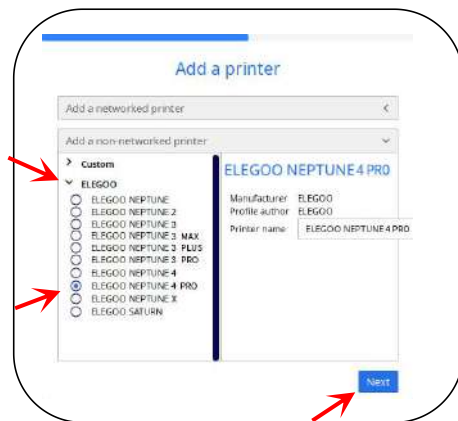 Add a printer
Add a networked printer
Add a non-networked printer
Custom
ELEGOO
ELEGOO NEPTUNE
ELEGOO NEPTUNE 2
ELEGOO NEPTUNE 3
ELEGOO NEPTUNE 3 MAX
ELEGOO NEPTUNE 3 PLUS
ELEGOO NEPTUNE 3 PRO
ELEGOO NEPTUNE 4
ELEGOO NEPTUNE 4 PRO
ELEGOO NEPTUNE X
ELEGOO SATURN
ELEGOO NEPTUNE 4 PRO
Manufacturer ELEGOO
Profile author ELEGOO
Printer name ELEGOO NEPTUNE 4 PRO
Next